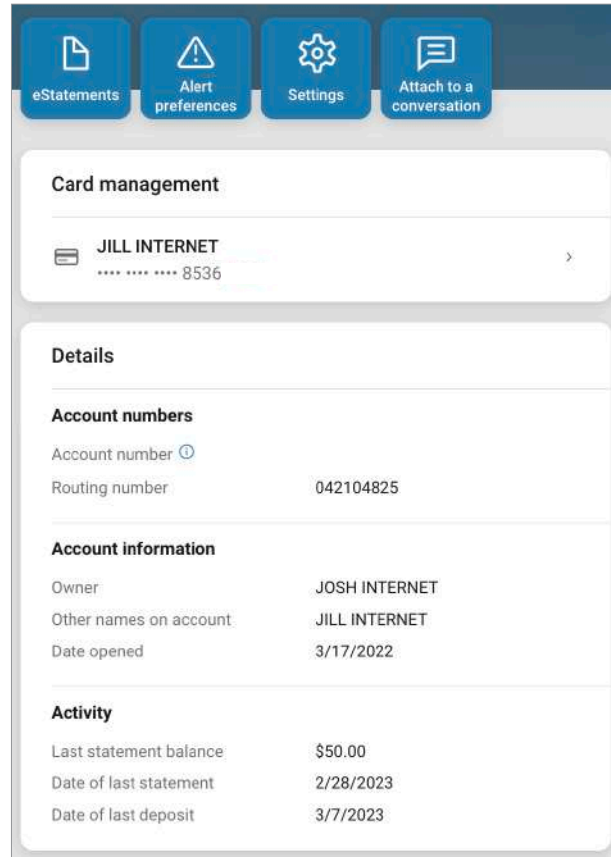 eStatements
Alert
preferences
Settings
Attach to a
conversation
Card management
JILL INTERNET
•••• •••• •••• 8536
Details
Account numbers
Account number
Routing number 042104825
Account information
Owner JOSH INTERNET
Other names on account JILL INTERNET
Date opened 3/17/2022
Activity
Last statement balance $50.00
Date of last statement 2/28/2023
Date of last deposit 3/7/2023